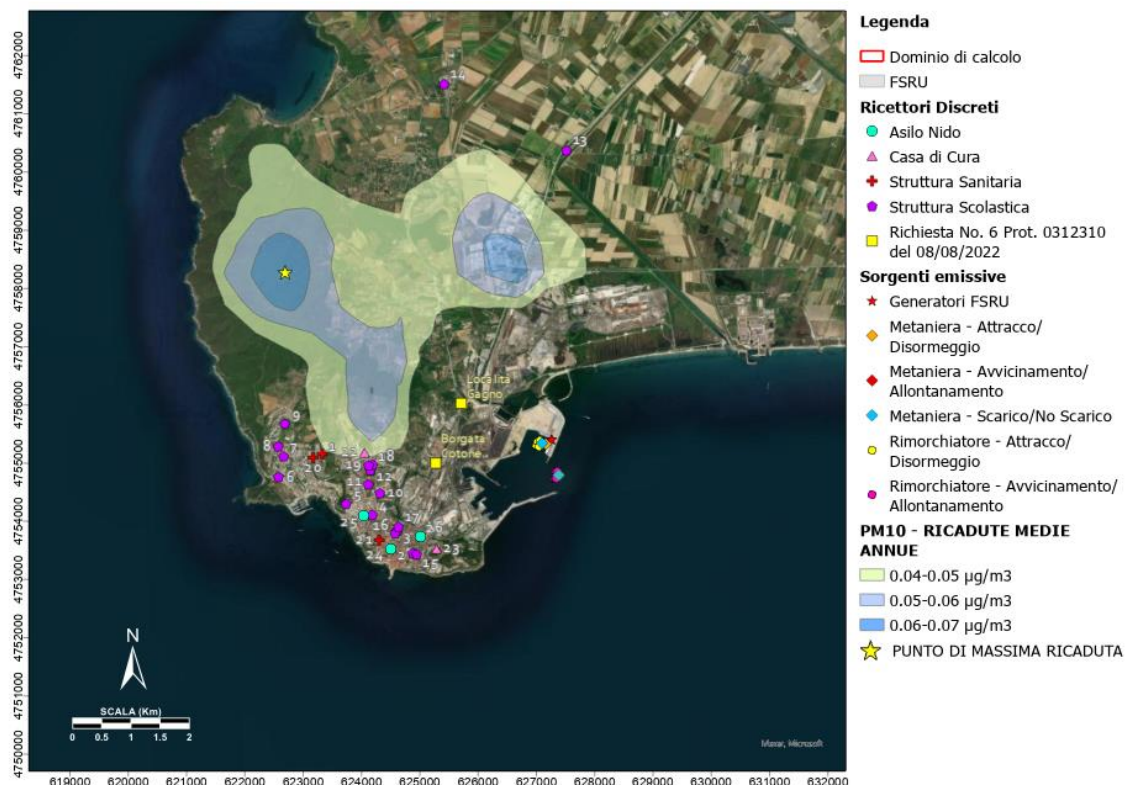 4762000
4761000
4760000
4759000
4758000
4757000
4756000
4755000
4754000
4753000
4752000
4751000
4750000
14
13
Località
Gagno
Borgata
Cotone
9
8
7
6
20
1
22
18
19
12
11
10
5
4
25
16
17
3
26
21
24
2
23
15
N
SCALA (Km)
0 0.5 1 1.5 2
Maxar, Microsoft
619000 620000 621000 622000 623000 624000 625000 626000 627000 628000 629000 630000 631000 632000
Legenda
Dominio di calcolo
FSRU
Ricettori Discreti
Asilo Nido
Casa di Cura
Struttura Sanitaria
Struttura Scolastica
Richiesta No. 6 Prot. 0312310
del 08/08/2022
Sorgenti emissive
Generatori FSRU
Metaniera - Attracco/
Disormeggio
Metaniera - Avvicinamento/
Allontanamento
Metaniera - Scarico/No Scarico
Rimorchiatore - Attracco/
Disormeggio
Rimorchiatore - Avvicinamento/
Allontanamento
PM10 - RICADUTE MEDIE
ANNUE
0.04-0.05 µg/m3
0.05-0.06 µg/m3
0.06-0.07 µg/m3
PUNTO DI MASSIMA RICADUTA